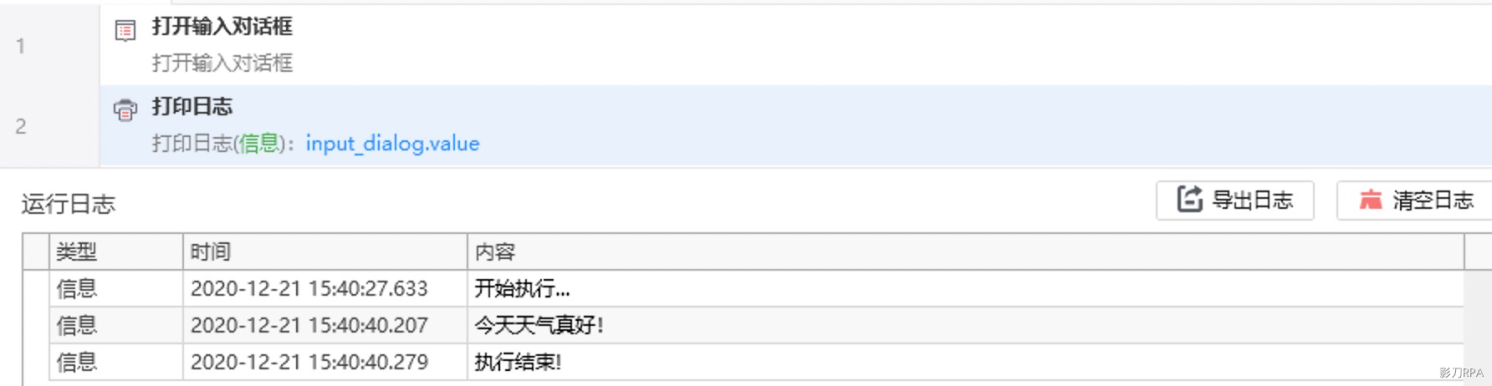 1
打开输入对话框
打开输入对话框
2
打印日志
打印日志(信息)：input_dialog.value
运行日志 导出日志 清空日志
类型 时间 内容
信息 2020-12-21 15:40:27.633 开始执行...
信息 2020-12-21 15:40:40.207 今天天气真好!
信息 2020-12-21 15:40:40.279 执行结束!
影刀RPA